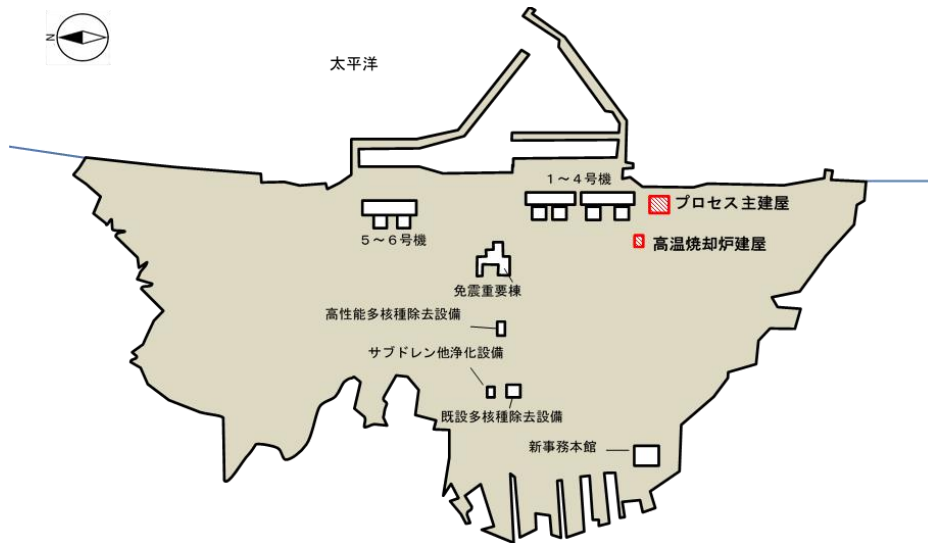 N
太平洋
1～4号機
プロセス主建屋
5～6号機
高温焼却炉建屋
免震重要棟
高性能多核種除去設備
サブドレン他浄化設備
既設多核種除去設備
新事務本館